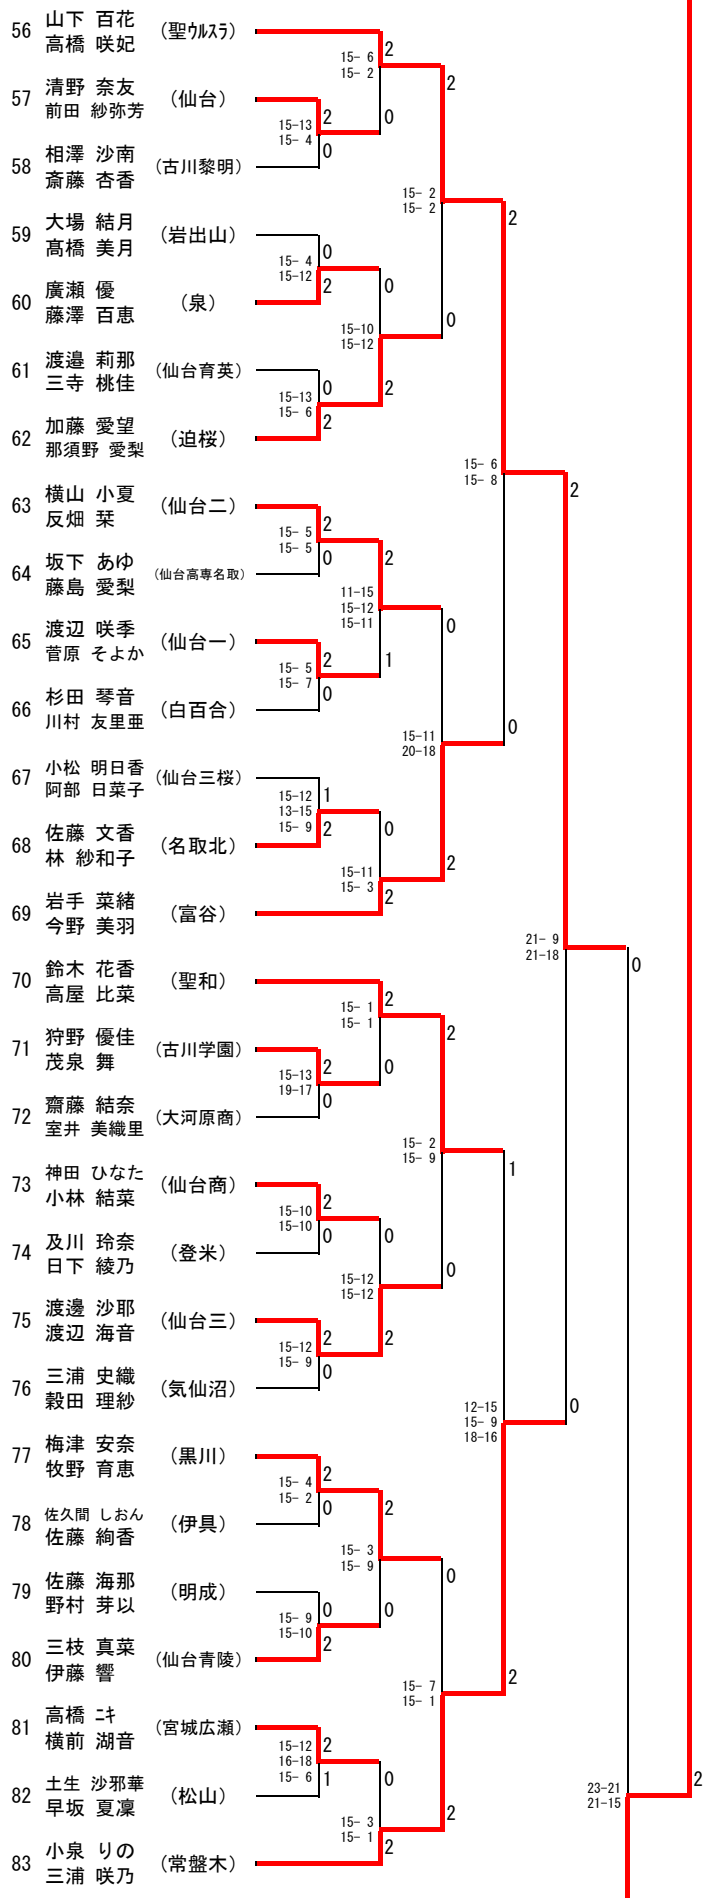 56 山下 百花 (聖ウルスラ)
高橋 咲妃
15- 6
15- 2
2
2
57 清野 奈友 (仙台)
前田 紗弥芳
15-13
15- 4
2
0
0
58 相澤 沙南 (古川黎明)
斎藤 杏香
15- 2
15- 2
2
59 大場 結月 (岩出山)
髙橋 美月
15- 4
15-12
0
2
0
60 廣瀬 優 (泉)
藤澤 百恵
15-10
15-12
0
61 渡邉 莉那 (仙台育英)
三寺 桃佳
15-13
15- 6
0
2
2
62 加藤 愛望 (迫桜)
那須野 愛梨
15- 6
15- 8
2
63 横山 小夏 (仙台二)
反畑 栞
15- 5
15- 5
2
0
2
64 坂下 あゆ (仙台高専名取)
藤島 愛梨
11-15
15-12
15-11
0
65 渡辺 咲季 (仙台一)
菅原 そよか
15- 5
15- 7
2
0
1
66 杉田 琴音 (白百合)
川村 友里亜
15-11
20-18
0
67 小松 明日香 (仙台三桜)
阿部 日菜子
15-12
13-15
15- 9
1
2
0
68 佐藤 文香 (名取北)
林 紗和子
15-11
15- 3
2
2
69 岩手 菜緒 (富谷)
今野 美羽
21- 9
21-18
0
70 鈴木 花香 (聖和)
高屋 比菜
15- 1
15- 1
2
2
71 狩野 優佳 (古川学園)
茂泉 舞
15-13
19-17
2
0
0
72 齋藤 結奈 (大河原商)
室井 美織里
15- 2
15- 9
1
73 神田 ひなた (仙台商)
小林 結菜
15-10
15-10
2
0
0
74 及川 玲奈 (登米)
日下 綾乃
15-12
15-12
0
75 渡邊 沙耶 (仙台三)
渡辺 海音
15-12
15- 9
2
0
2
76 三浦 史織 (気仙沼)
穀田 理紗
12-15
15- 9
18-16
0
77 梅津 安奈 (黒川)
牧野 育恵
15- 4
15- 2
2
0
2
78 佐久間 しおん (伊具)
佐藤 絢香
15- 3
15- 9
0
79 佐藤 海那 (明成)
野村 芽以
15- 9
15-10
0
2
0
80 三枝 真菜 (仙台青陵)
伊藤 響
15- 7
15- 1
2
81 高橋 ニキ (宮城広瀬)
横前 湖音
15-12
16-18
15- 6
2
1
0
82 土生 沙邪華 (松山)
早坂 夏凜
15- 3
15- 1
2
2
23-21
21-15
2
83 小泉 りの (常盤木)
三浦 咲乃